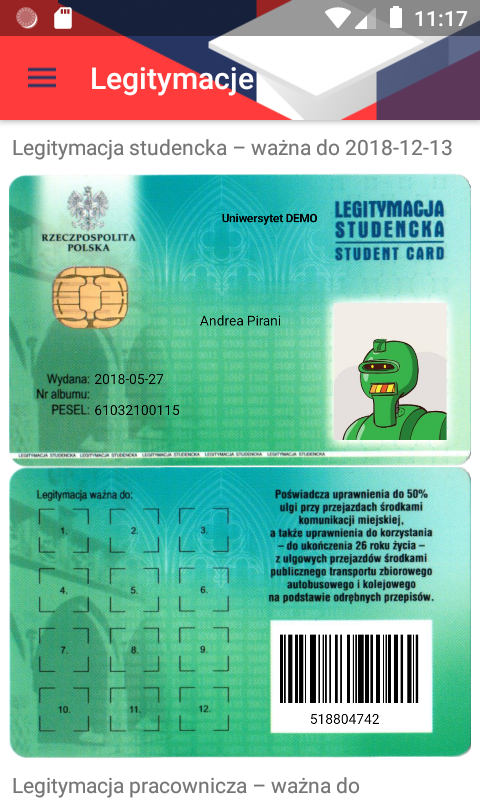 11:17
Legitymacje
Legitymacja studencka – ważna do 2018-12-13
RZECZPOSPOLITA
POLSKA
Uniwersytet DEMO
LEGITYMACJA
STUDENCKA
STUDENT CARD
Andrea Pirani
7
Wydana: 2018-05-27
Nr albumu:
PESEL: 61032100115
LEGITYMACJA STUDENCKA LEGITYMACJA STUDENCKA LEGITYMACJA STUDENCKA LEGITYMACJA STUDENCKA LEGITYMACJA STUDENCKA
Legitymacja ważna do:
1. 2. 3.
4. 5. 6.
7. 8. 9.
10. 11. 12.
Poświadcza uprawnienia do 50%
ulgi przy przejazdach środkami
komunikacji miejskiej,
a także uprawnienia do korzystania
– do ukończenia 26 roku życia –
z ulgowych przejazdów środkami
publicznego transportu zbiorowego
autobusowego i kolejowego
na podstawie odrębnych przepisów.
518804742
Legitymacja pracownicza – ważna do